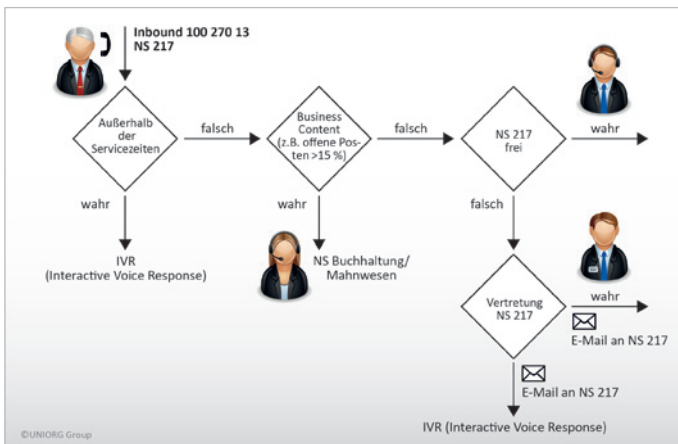 Inbound 100 270 13
NS 217
Außerhalb
der
Servicezeiten
falsch
Business
Content
(z.B. offene Pos-
ten >15 %)
falsch
NS 217
frei
wahr
wahr
wahr
falsch
IVR
(Interactive Voice Response)
NS Buchhaltung/
Mahnwesen
Vertretung
NS 217
wahr
E-Mail an NS 217
E-Mail an NS 217
IVR (Interactive Voice Response)
©UNIORG Group